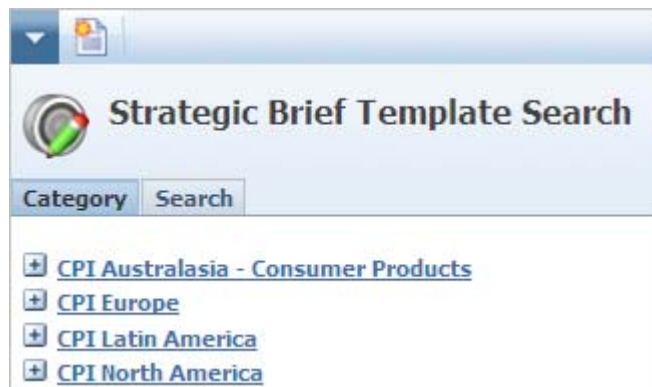 Strategic Brief Template Search
Category Search
CPI Australasia - Consumer Products
CPI Europe
CPI Latin America
CPI North America